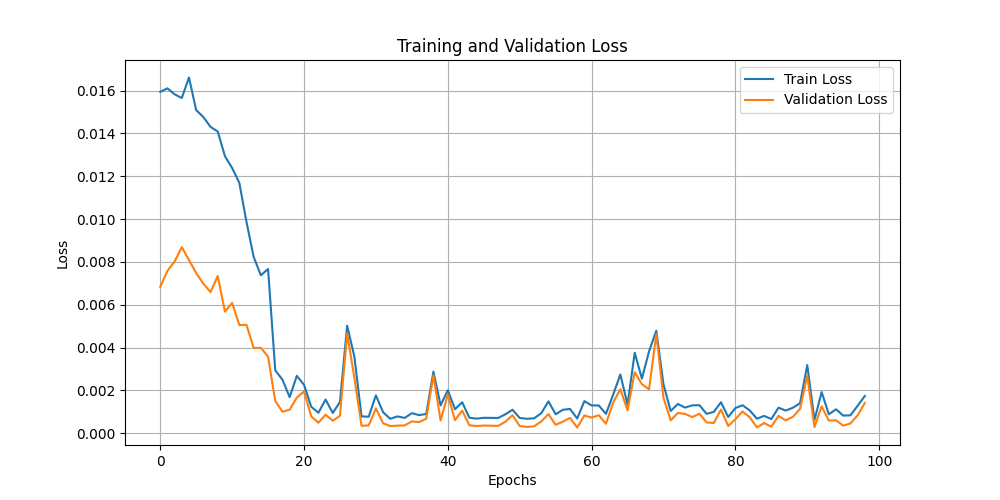 Training and Validation Loss
Train Loss
Validation Loss
0.016
0.014
0.012
0.010
0.008
0.006
0.004
0.002
0.000
Loss
0 20 40 60 80 100
Epochs